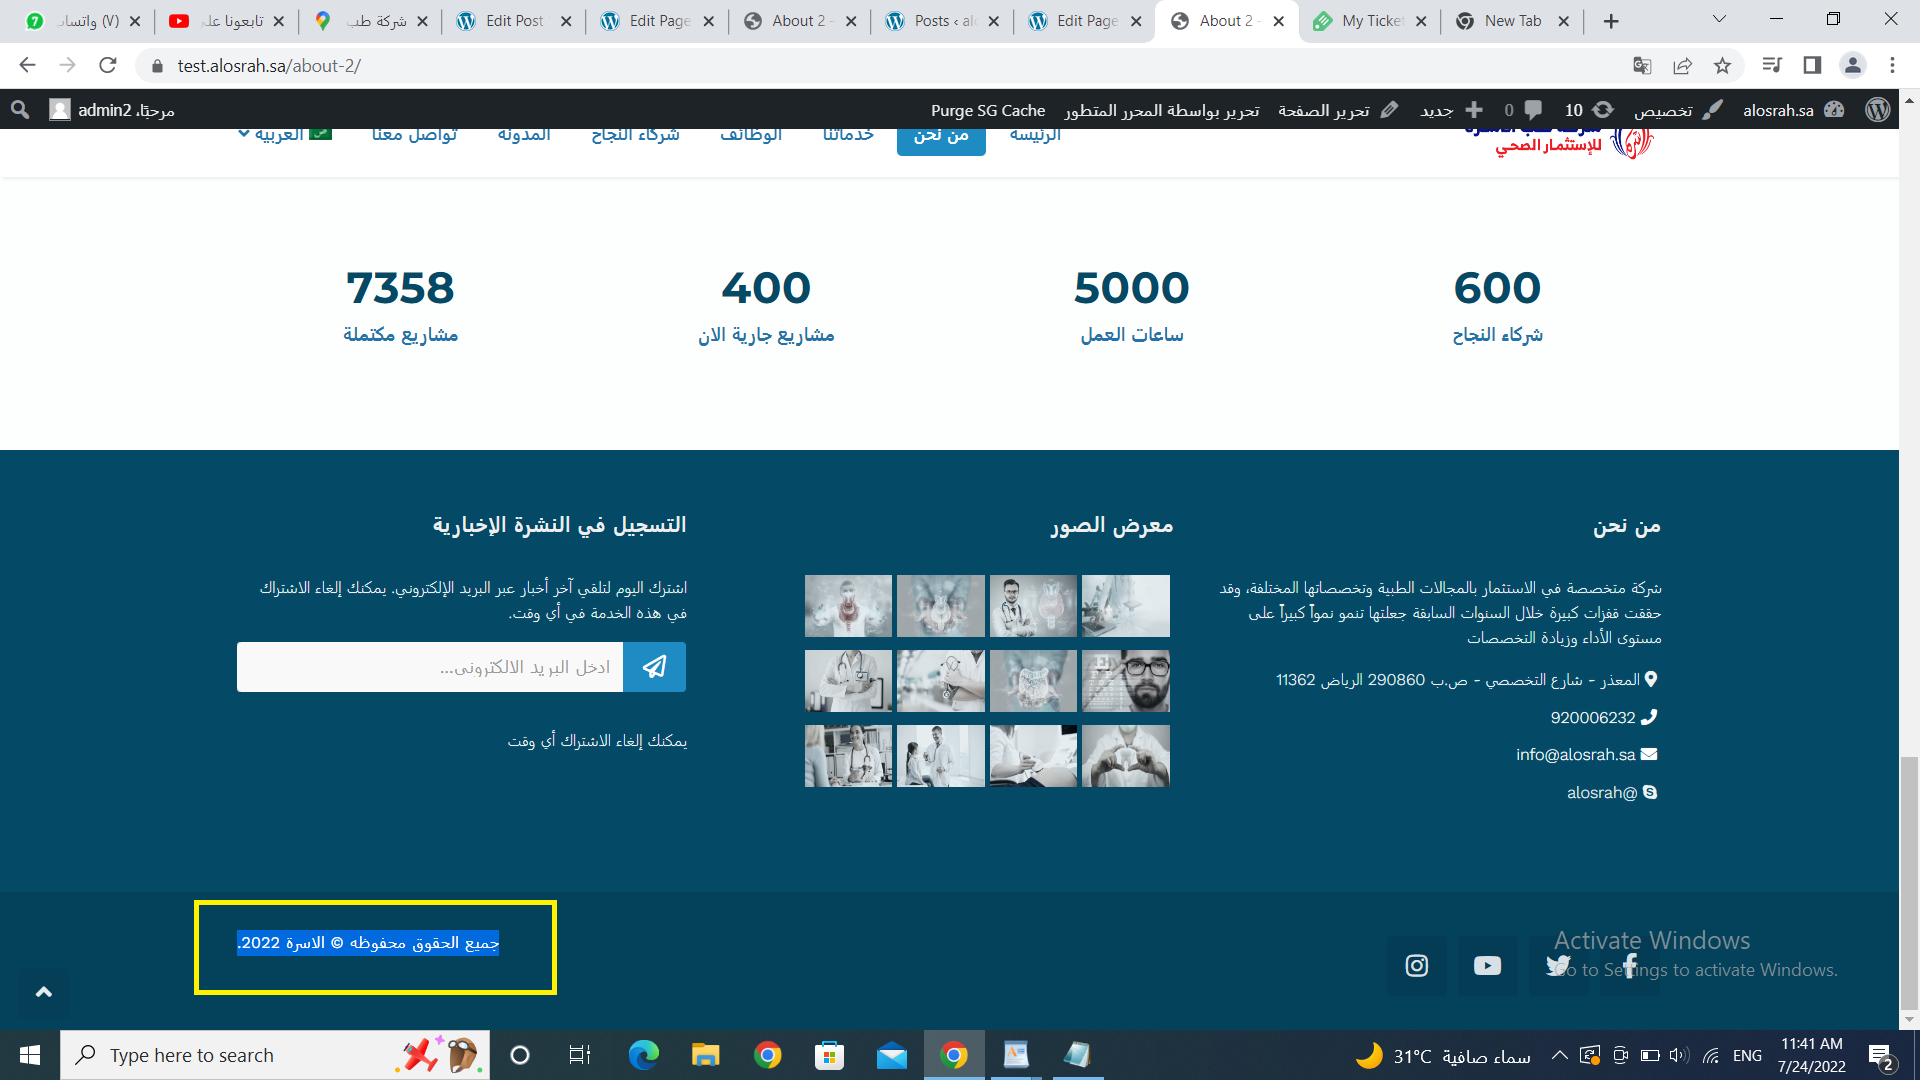 واتساب (V)
تابعونا على
شركة طب
Edit Post
Edit Page
About 2 -
Posts ‹ alo
Edit Page
About 2 -
My Ticket
New Tab
test.alosrah.sa/about-2/
alosrah.sa
تخصيص
10
0
جديد
تحرير الصفحة
تحرير بواسطة المحرر المتطور
Purge SG Cache
مرحبًا، admin2
للإستثمار الصحي
الرئيسة
من نحن
خدماتنا
الوظائف
شركاء النجاح
المدونة
تواصل معنا
العربية
600
شركاء النجاح
5000
ساعات العمل
400
مشاريع جارية الان
7358
مشاريع مكتملة
من نحن
شركة متخصصة في الاستثمار بالمجالات الطبية وتخصصاتها المختلفة، وقد
حققت قفزات كبيرة خلال السنوات السابقة جعلتها تنمو نمواً كبيراً على
مستوى الأداء وزيادة التخصصات
المعذر - شارع التخصصي - ص.ب 290860 الرياض 11362
920006232
info@alosrah.sa
alosrah@
معرض الصور
التسجيل في النشرة الإخبارية
اشترك اليوم لتلقي آخر أخبار عبر البريد الإلكتروني. يمكنك إلغاء الاشتراك
في هذه الخدمة في أي وقت.
ادخل البريد الالكترونى...
يمكنك إلغاء الاشتراك أي وقت
جميع الحقوق محفوظه © الاسرة 2022.
Activate Windows
Go to Settings to activate Windows.
Type here to search
31°C سماء صافية
ENG
11:41 AM
7/24/2022
2